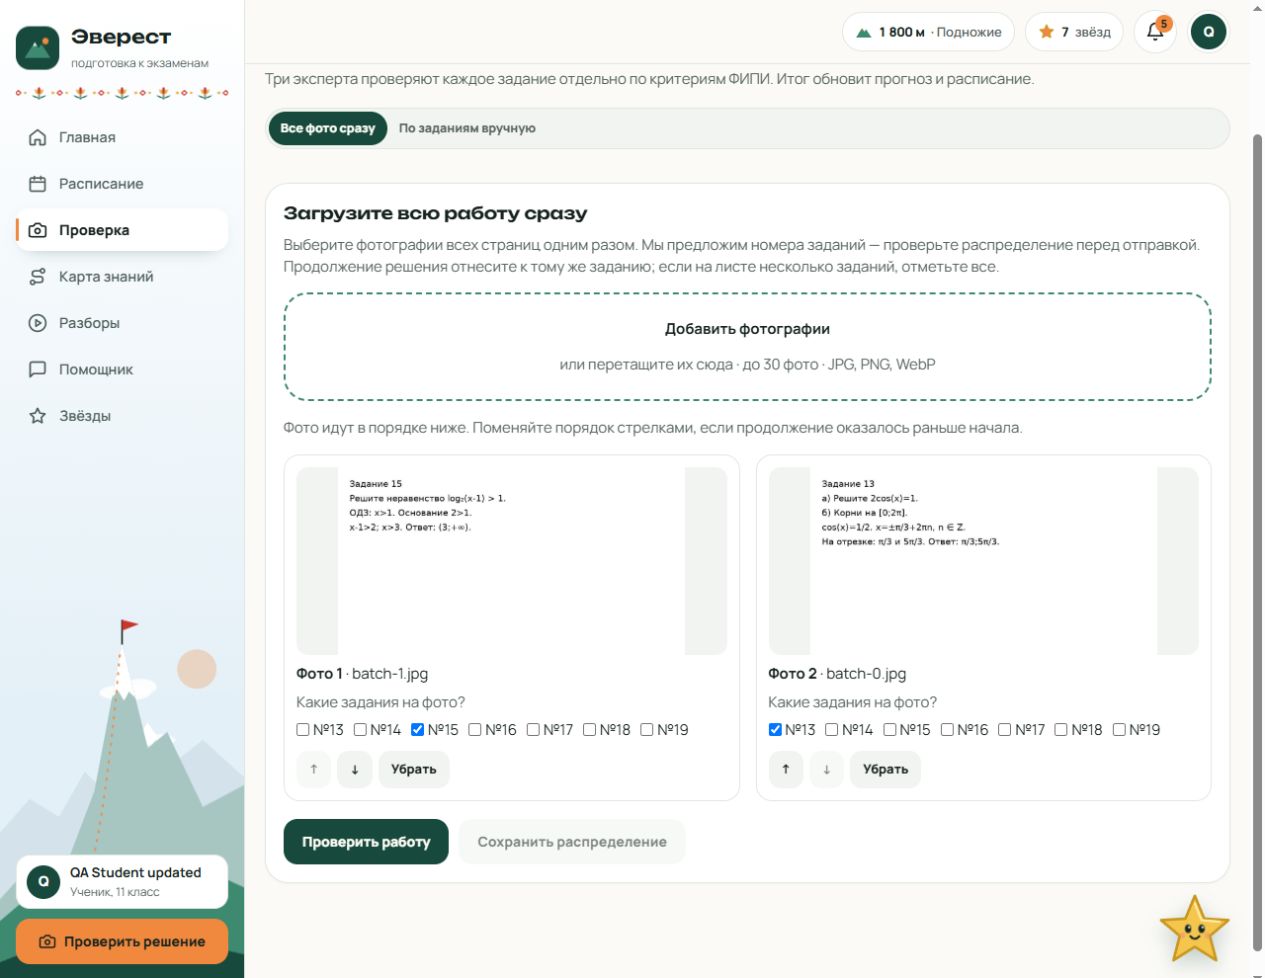 Эверест
подготовка к экзаменам
Главная
Расписание
Проверка
Карта знаний
Разборы
Помощник
Звёзды
Q
QA Student updated
Ученик, 11 класс
Проверить решение
1 800 м · Подножие
7 звёзд
5
Q
Три эксперта проверяют каждое задание отдельно по критериям ФИПИ. Итог обновит прогноз и расписание.
Все фото сразу
По заданиям вручную
Загрузите всю работу сразу
Выберите фотографии всех страниц одним разом. Мы предложим номера заданий — проверьте распределение перед отправкой.
Продолжение решения отнесите к тому же заданию; если на листе несколько заданий, отметьте все.
Добавить фотографии
или перетащите их сюда · до 30 фото · JPG, PNG, WebP
Фото идут в порядке ниже. Поменяйте порядок стрелками, если продолжение оказалось раньше начала.
Задание 15
Решите неравенство log₂(x-1) > 1.
ОДЗ: x>1. Основание 2>1.
x-1>2; x>3. Ответ: (3;+∞).
Фото 1 · batch-1.jpg
Какие задания на фото?
№13 №14 №15 №16 №17 №18 №19
↑ ↓ Убрать
Задание 13
а) Решите 2cos(x)=1.
б) Корни на [0;2π].
cos(x)=1/2. x=±π/3+2πn, n ∈ Z.
На отрезке: π/3 и 5π/3. Ответ: π/3;5π/3.
Фото 2 · batch-0.jpg
Какие задания на фото?
№13 №14 №15 №16 №17 №18 №19
↑ ↓ Убрать
Проверить работу
Сохранить распределение